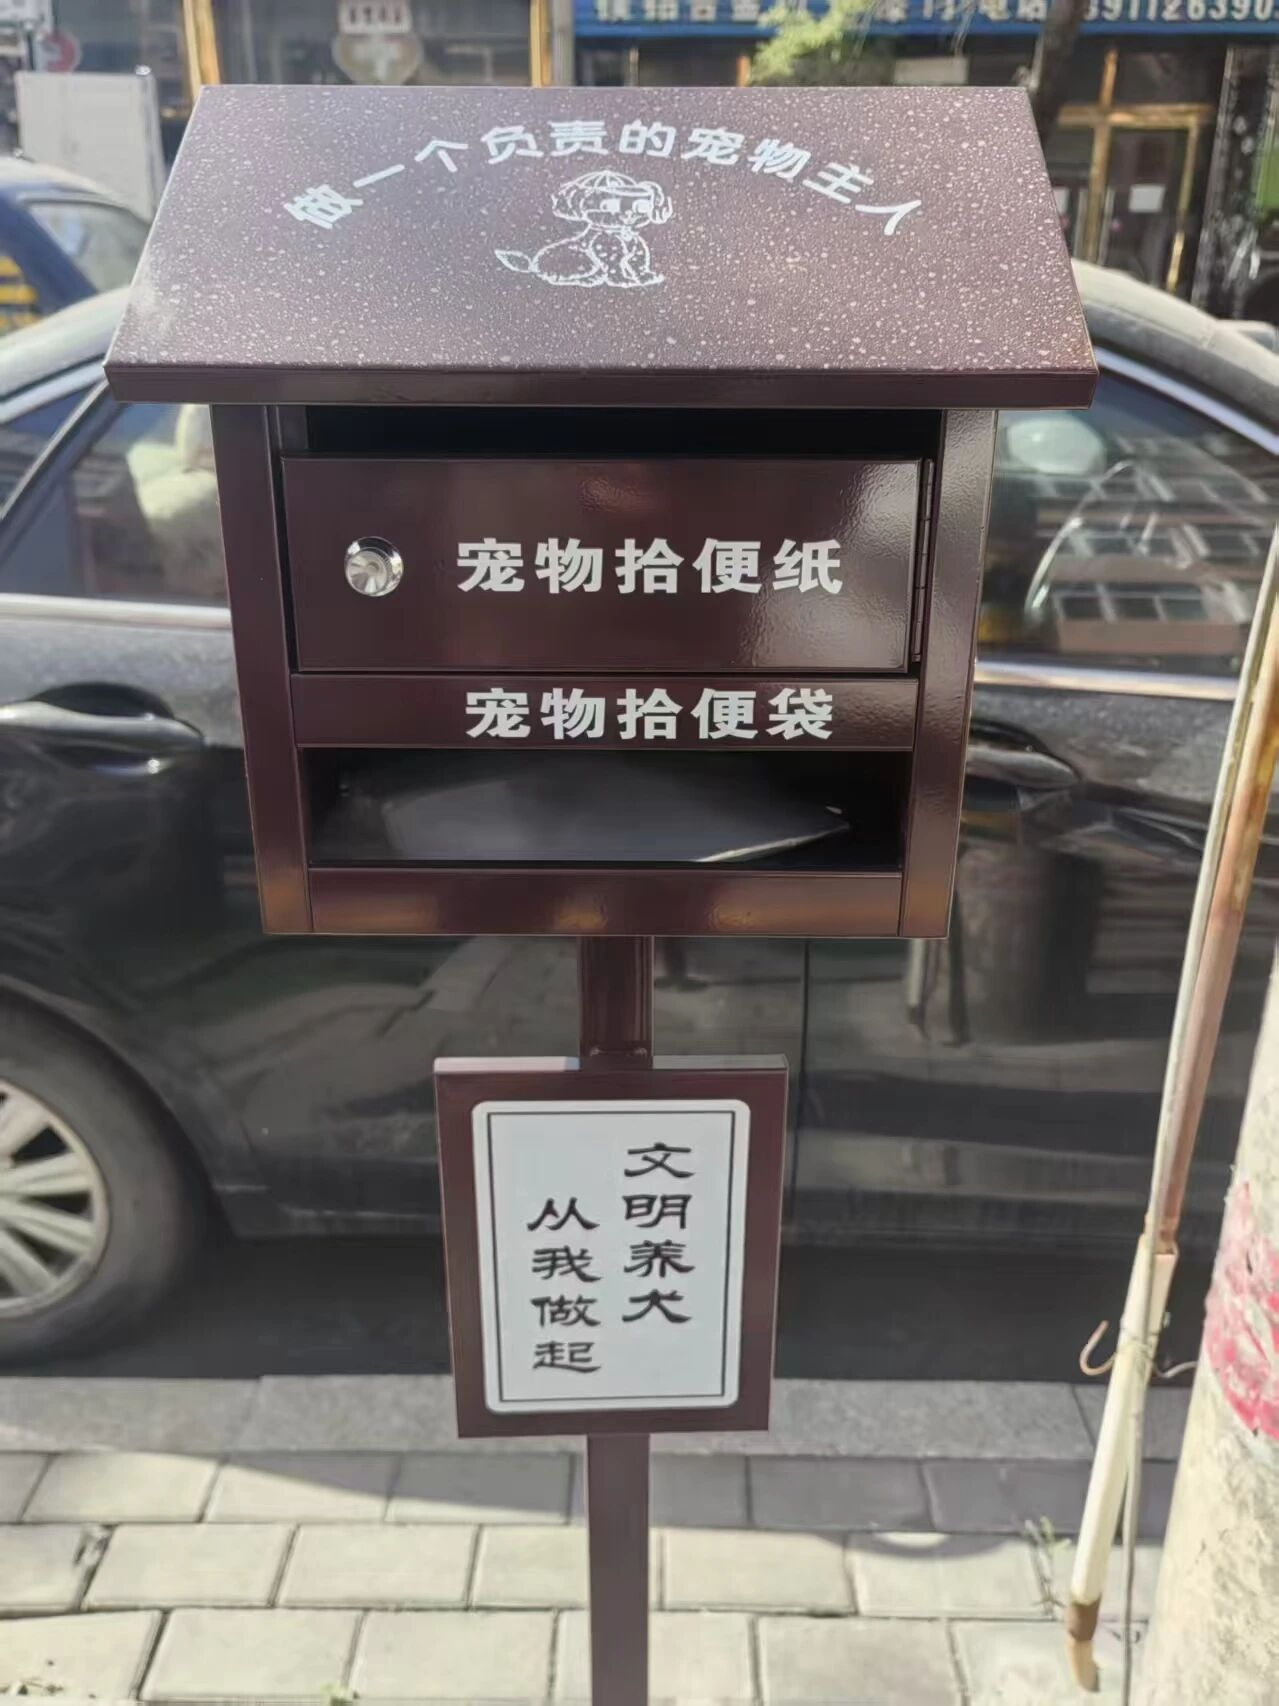 做一个负责的宠物主人
宠物拾便纸
宠物拾便袋
文明养犬
从我做起